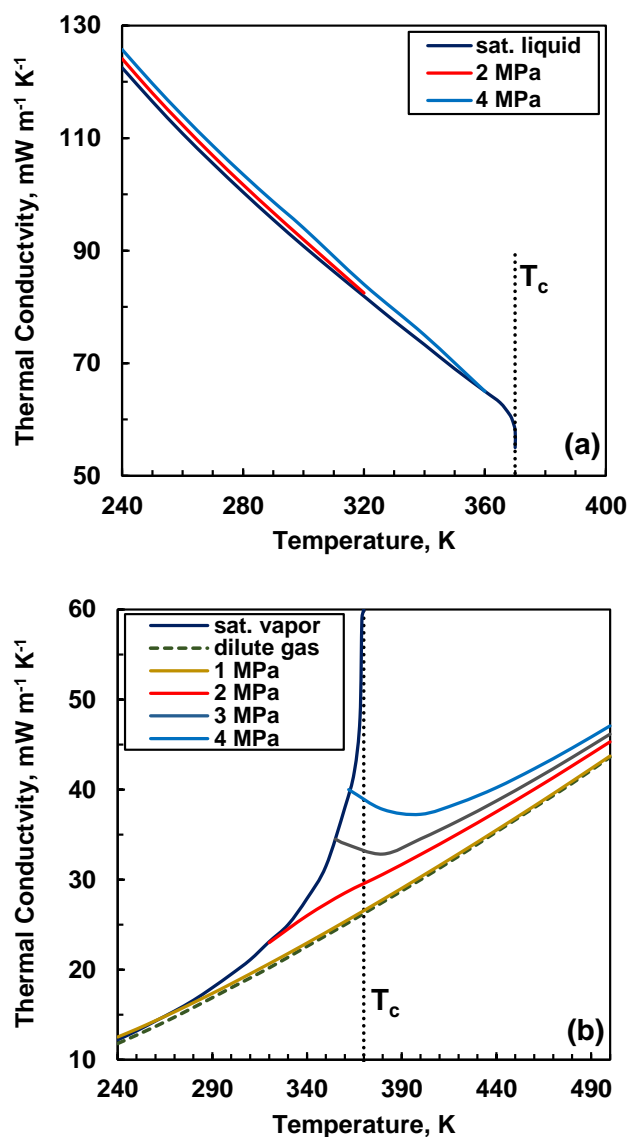 130
110
90
70
50
Thermal Conductvity, mW m⁻¹ K⁻¹
sat. liquid
2 MPa
4 MPa
Tc
(a)
240 280 320 360 400
Temperature, K
60
50
40
30
20
10
Thermal Conductvity, mW m⁻¹ K⁻¹
sat. vapor
dilute gas
1 MPa
2 MPa
3 MPa
4 MPa
Tc
(b)
240 290 340 390 440 490
Temperature, K